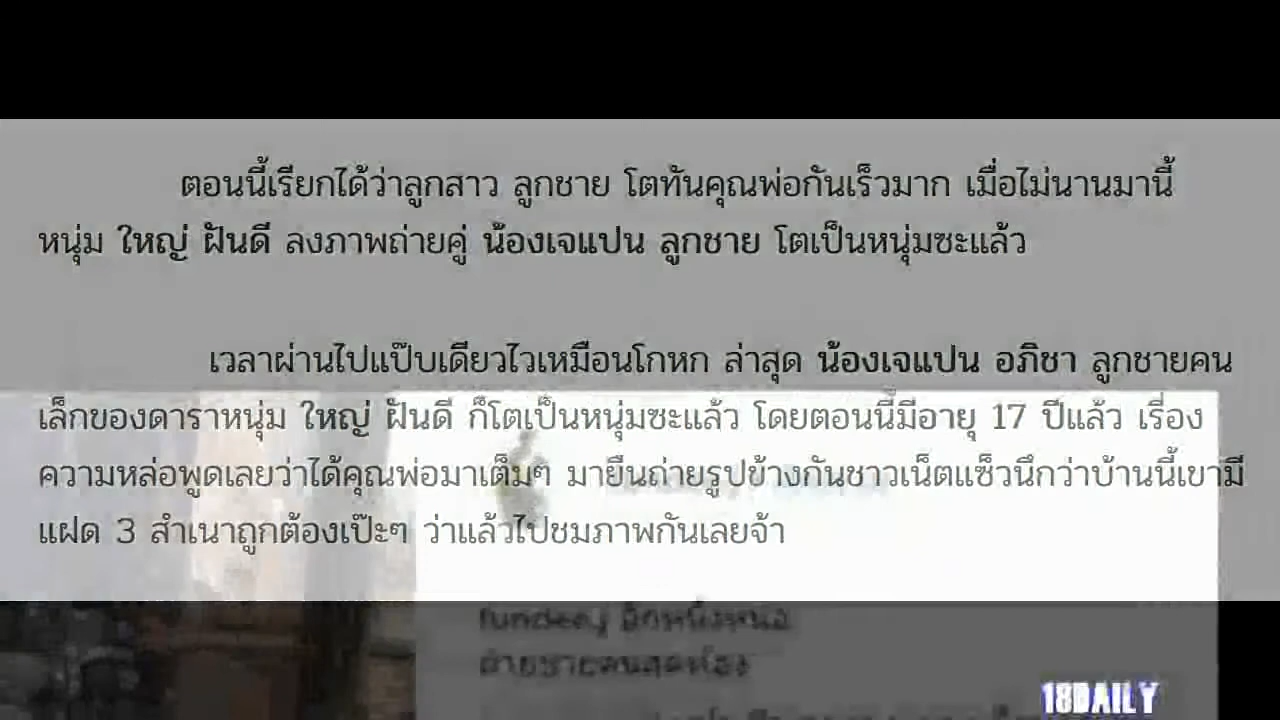 ตอนนี้เรียกได้ว่าลูกสาว ลูกชาย โตทันคุณพ่อกันเร็วมาก เมื่อไม่นานมานี้
หนุ่ม ใหญ่ ฝันดี ลงภาพถ่ายคู่ น้องเจแปน ลูกชาย โตเป็นหนุ่มซะแล้ว
เวลาผ่านไปแป๊บเดียวไวเหมือนโกหก ล่าสุด น้องเจแปน อภิชา ลูกชายคน
เล็กของดาราหนุ่ม ใหญ่ ฝันดี ก็โตเป็นหนุ่มซะแล้ว โดยตอนนี้มีอายุ 17 ปีแล้ว เรื่อง
ความหล่อพูดเลยว่าได้คุณพ่อมาเต็มๆ มายืนถ่ายรูปข้างกันชาวเน็ตแซ็วนึกว่าบ้านนี้เขามี
แฝด 3 สำเนาถูกต้องเป๊ะๆ ว่าแล้วไปชมภาพกันเลยจ้า
18DAILY